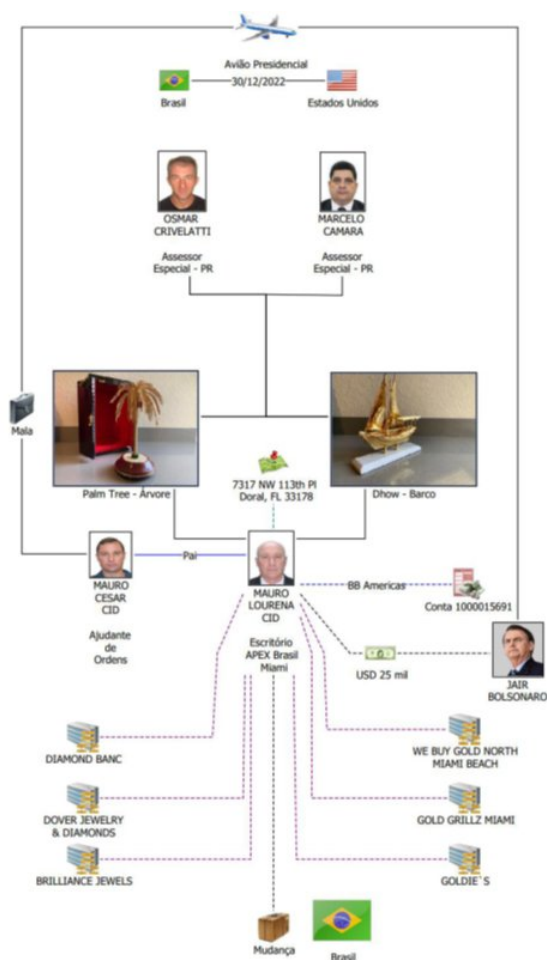 Avião Presidencial
30/12/2022
Brasil
Estados Unidos
OSMAR
CRIVELATTI
Assessor
Especial - PR
MARCELO
CAMARA
Assessor
Especial - PR
Mala
Palm Tree - Árvore
Dhow - Barco
7317 NW 113th Pl
Doral, FL 33178
MAURO
CESAR
CID
Ajudante
de
Ordens
Pai
MAURO
LOURENA
CID
Escritório
APEX Brasil
Miami
BB Americas
Conta 1000015691
USD 25 mil
JAIR
BOLSONARO
DIAMOND BANC
WE BUY GOLD NORTH
MIAMI BEACH
DOVER JEWELRY
& DIAMONDS
GOLD GRILLZ MIAMI
BRILLIANCE JEWELS
GOLDIE`S
Mudança
Brasil